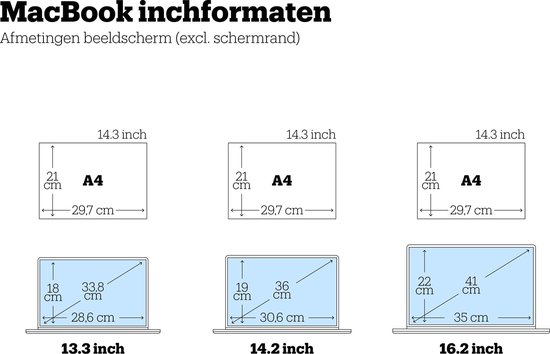 MacBook inchformaten
Afmetingen beeldscherm (excl. schermrand)
14.3 inch 14.3 inch 14.3 inch
21 cm A4 21 cm A4 21 cm A4
29,7 cm 29,7 cm 29,7 cm
18 cm 33,8 cm 19 cm 36 cm 22 cm 41 cm
28,6 cm 30,6 cm 35 cm
13.3 inch 14.2 inch 16.2 inch